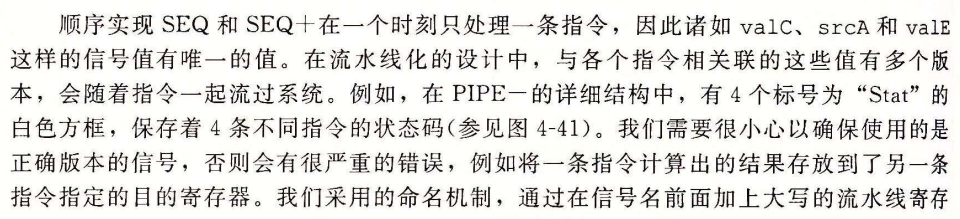 顺序实现 SEQ 和 SEQ+在一个时刻只处理一条指令，因此诸如 valC、srcA 和 valE
这样的信号值有唯一的值。在流水线化的设计中，与各个指令相关联的这些值有多个版
本，会随着指令一起流过系统。例如，在 PIPE－的详细结构中，有 4 个标号为“Stat”的
白色方框，保存着 4 条不同指令的状态码(参见图 4-41)。我们需要很小心以确保使用的是
正确版本的信号，否则会有很严重的错误，例如将一条指令计算出的结果存放到了另一条
指令指定的目的寄存器。我们采用的命名机制，通过在信号名前面加上大写的流水线寄存